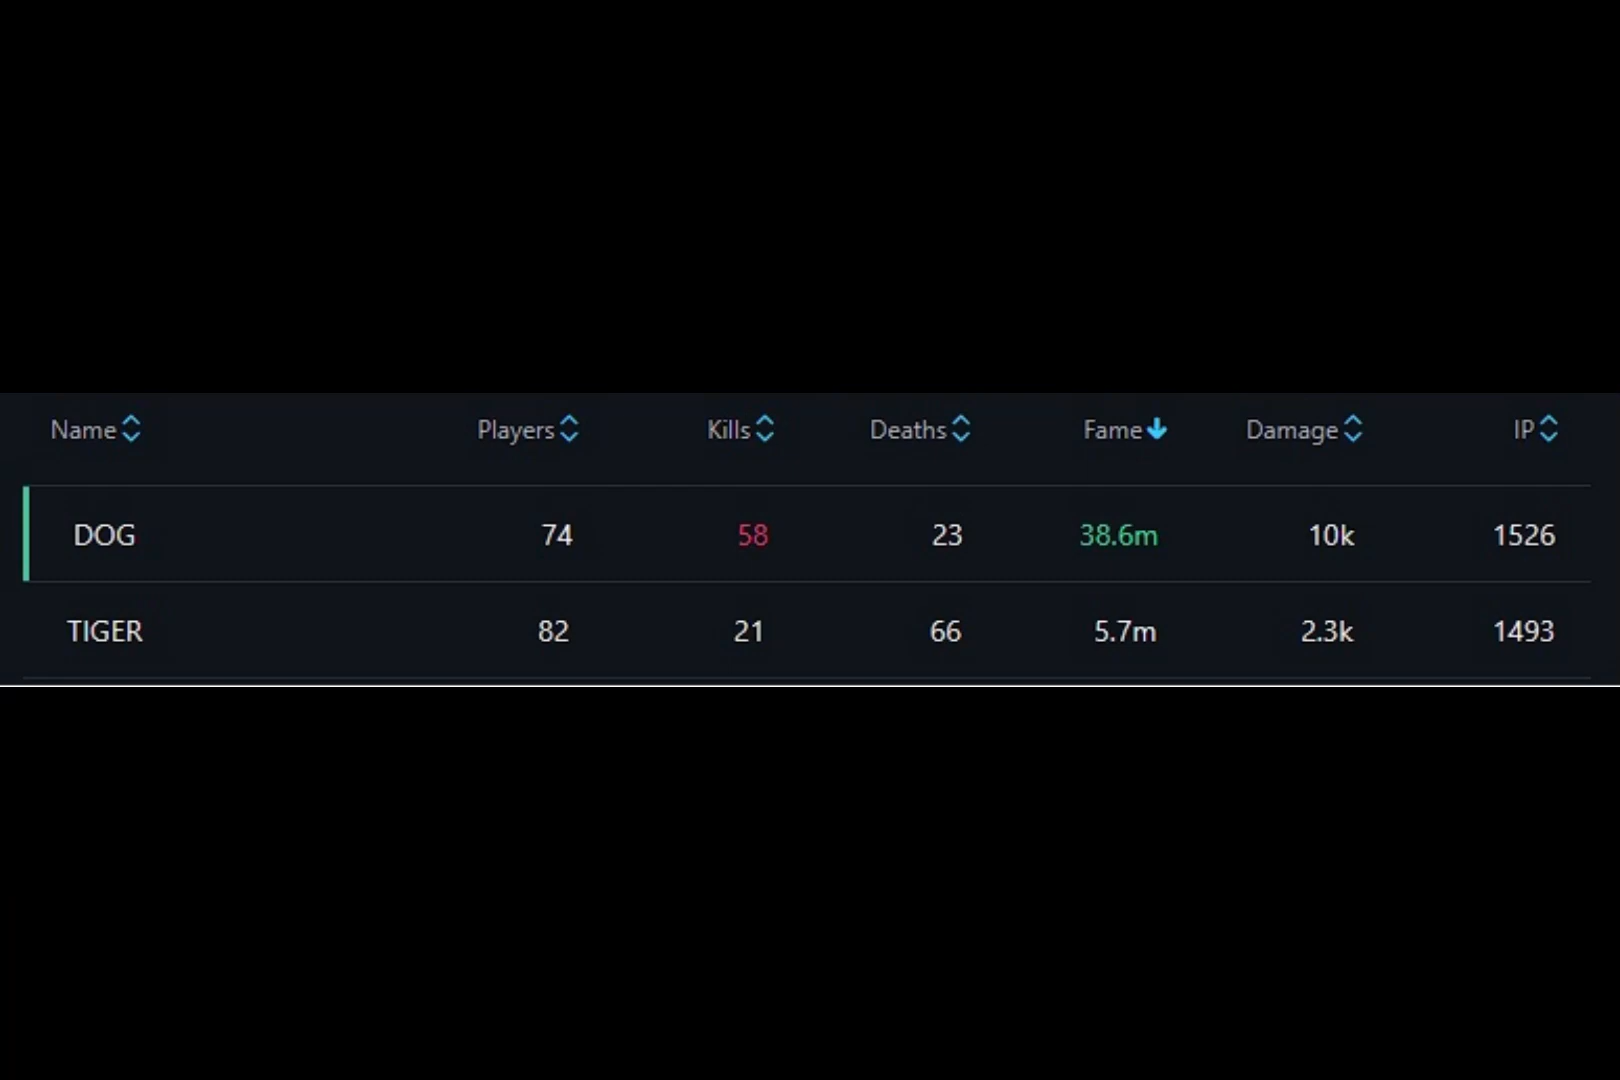 Name Players Kills Deaths Fame Damage IP
DOG 74 58 23 38.6m 10k 1526
TIGER 82 21 66 5.7m 2.3k 1493